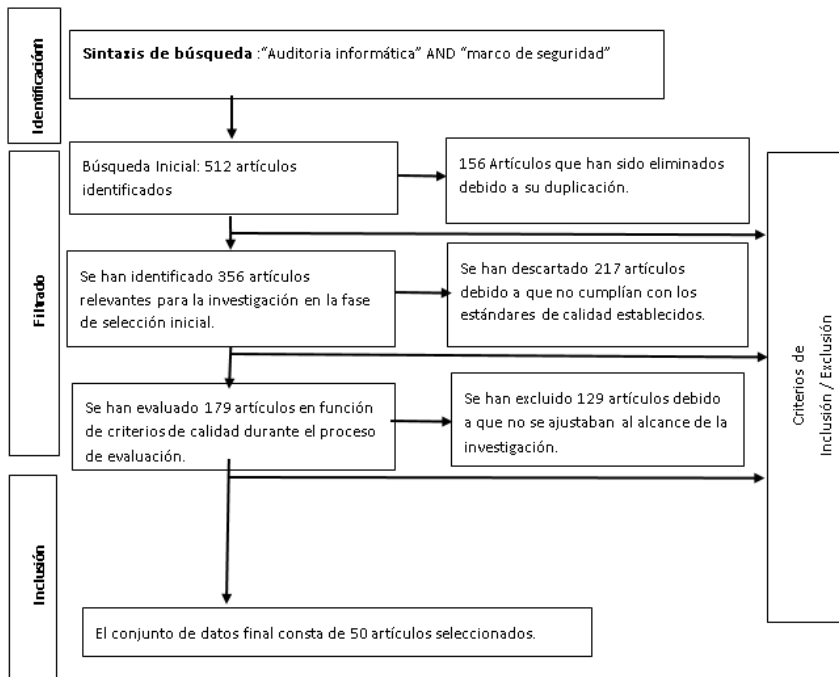 Identificación
Sintaxis de búsqueda :“Auditoria informática” AND “marco de seguridad”
Filtrado
Búsqueda Inicial: 512 artículos
identificados
156 Artículos que han sido eliminados
debido a su duplicación.
Se han identificado 356 artículos
relevantes para la investigación en la fase
de selección inicial.
Se han descartado 217 artículos
debido a que no cumplían con los
estándares de calidad establecidos.
Se han evaluado 179 artículos en función
de criterios de calidad durante el proceso
de evaluación.
Se han excluido 129 artículos debido
a que no se ajustaban al alcance de la
investigación.
Criterios de
Inclusión / Exclusión
Inclusión
El conjunto de datos final consta de 50 artículos seleccionados.